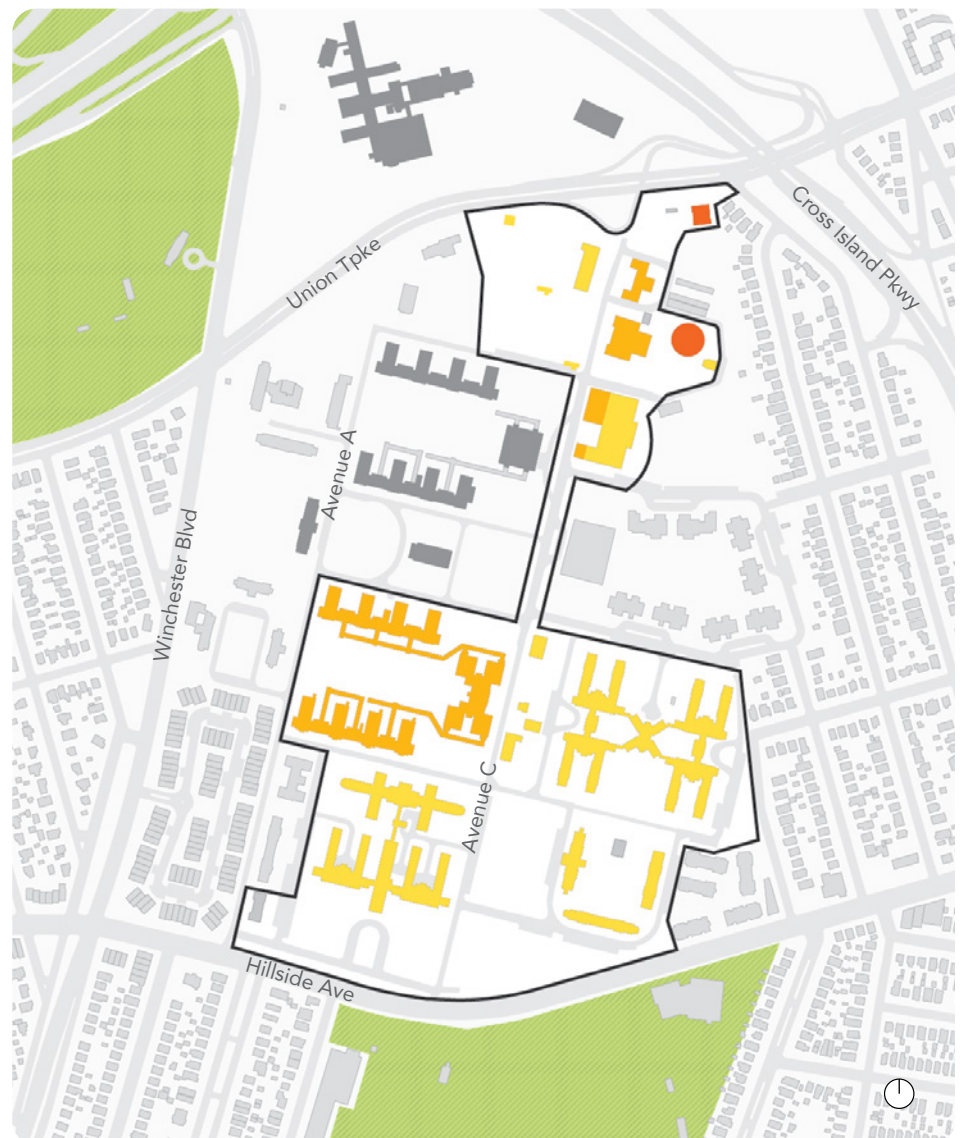 Cross Island Pkwy
Union Tpke
Avenue A
Winchester Blvd
Avenue C
Hillside Ave